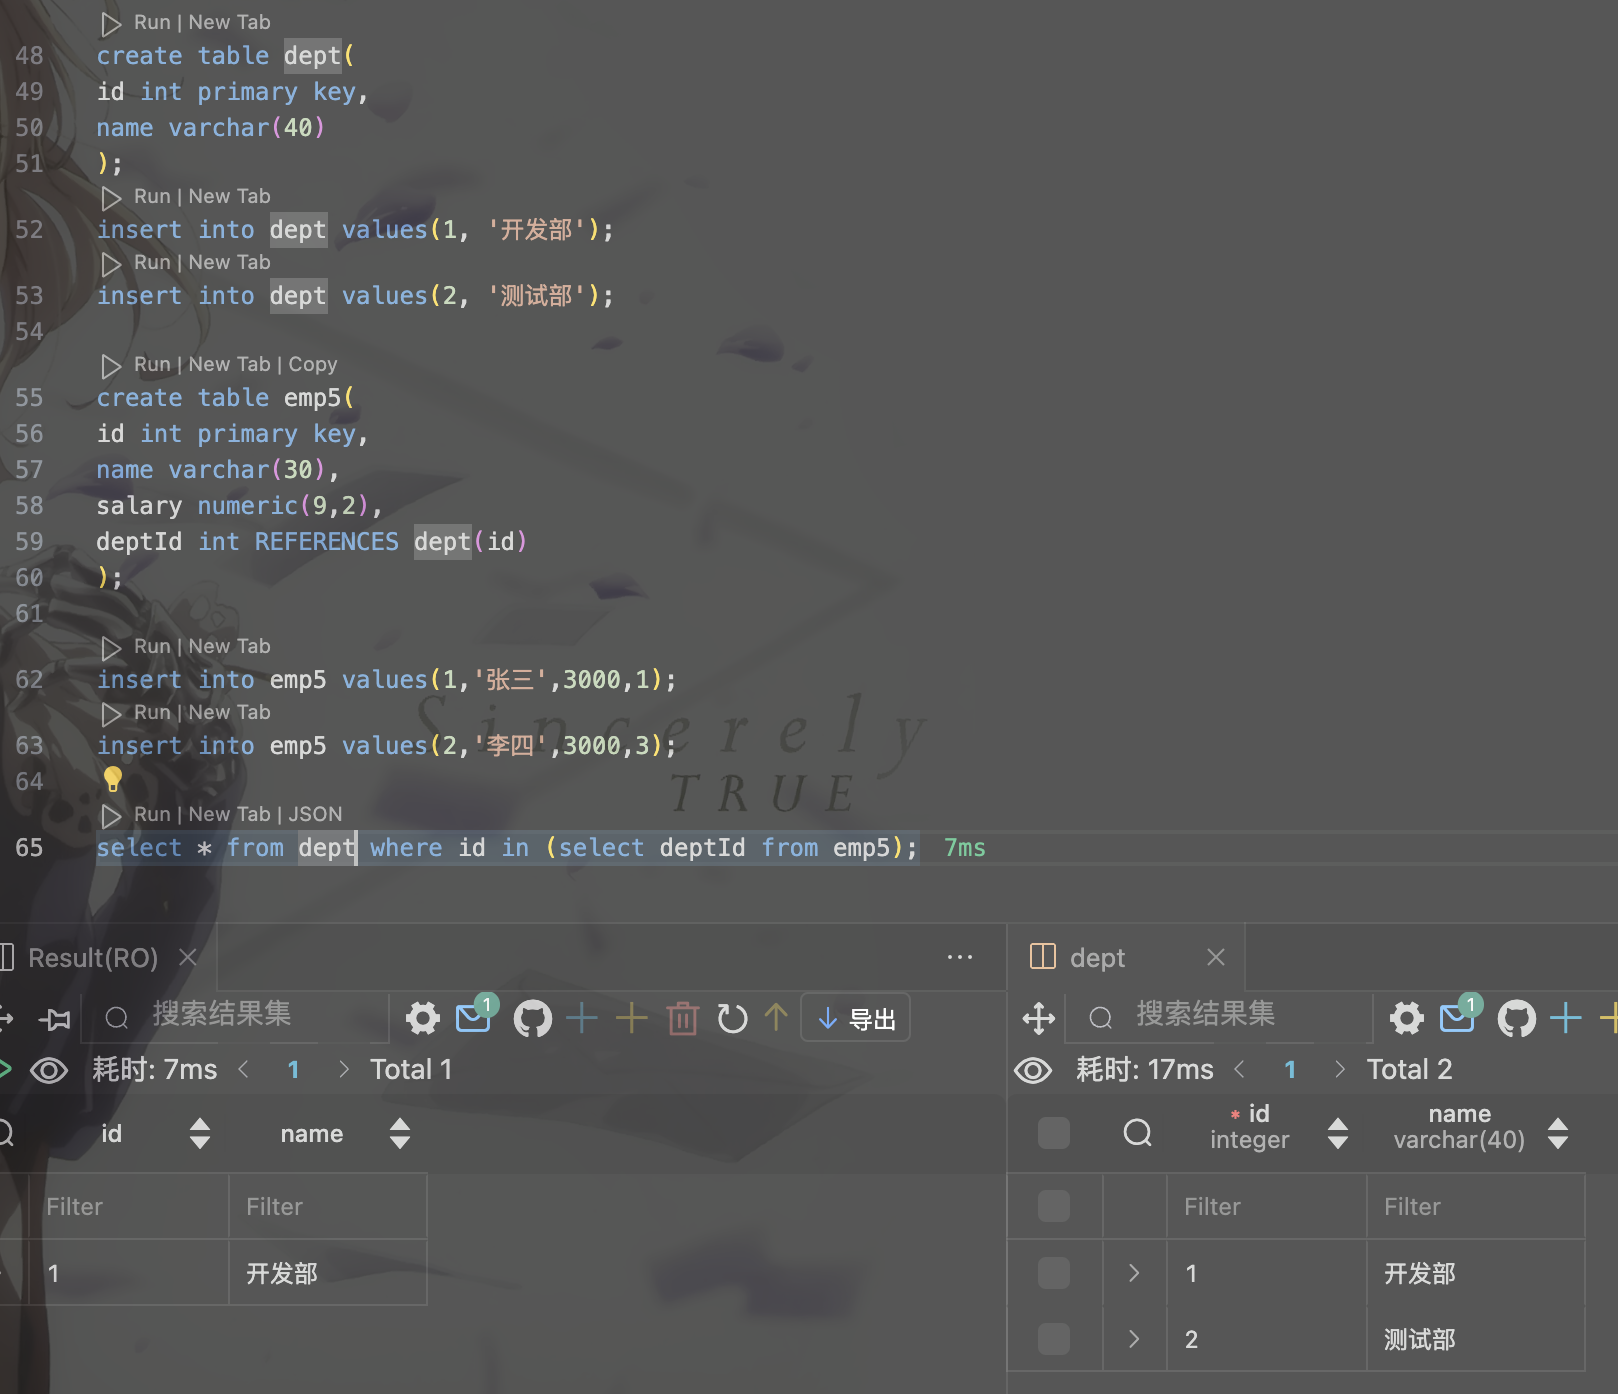 Run | New Tab
48 create table dept(
49 id int primary key,
50 name varchar(40)
51 );
Run | New Tab
52 insert into dept values(1, '开发部');
Run | New Tab
53 insert into dept values(2, '测试部');
54
Run | New Tab | Copy
55 create table emp5(
56 id int primary key,
57 name varchar(30),
58 salary numeric(9,2),
59 deptId int REFERENCES dept(id)
60 );
61
Run | New Tab
62 insert into emp5 values(1,'张三',3000,1);
Run | New Tab
63 insert into emp5 values(2,'李四',3000,3);
Sincerely
TRUE
64
Run | New Tab | JSON
65 select * from dept where id in (select deptId from emp5); 7ms
Result(RO)
搜索结果集 1 导出
耗时: 7ms < 1 > Total 1
id name
Filter Filter
1 开发部
dept
搜索结果集 1
耗时: 17ms < 1 > Total 2
* id name
integer varchar(40)
Filter Filter
1 开发部
2 测试部